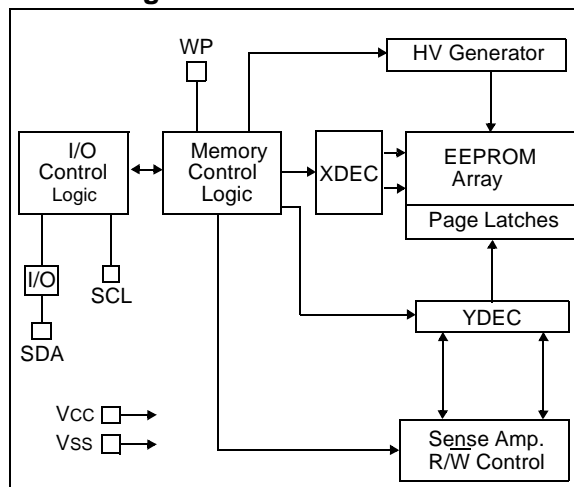 WP
HV Generator
I/O
Control
Logic
Memory
Control
Logic
XDEC
EEPROM
Array
Page Latches
I/O
SCL
SDA
YDEC
Vcc
Vss
Sense Amp.
R/W̅ Control